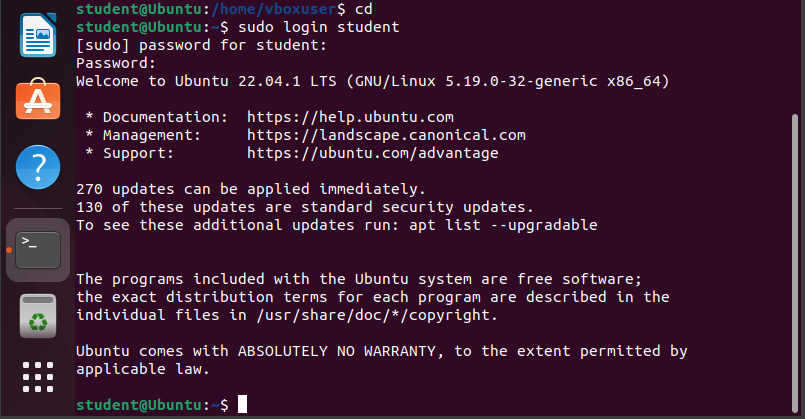 student@Ubuntu:/home/vboxuser$ cd
student@Ubuntu:~$ sudo login student
[sudo] password for student:
Password:
Welcome to Ubuntu 22.04.1 LTS (GNU/Linux 5.19.0-32-generic x86_64)
* Documentation:  https://help.ubuntu.com
* Management:     https://landscape.canonical.com
* Support:        https://ubuntu.com/advantage
270 updates can be applied immediately.
130 of these updates are standard security updates.
To see these additional updates run: apt list --upgradable
The programs included with the Ubuntu system are free software;
the exact distribution terms for each program are described in the
individual files in /usr/share/doc/*/copyright.
Ubuntu comes with ABSOLUTELY NO WARRANTY, to the extent permitted by
applicable law.
student@Ubuntu:~$